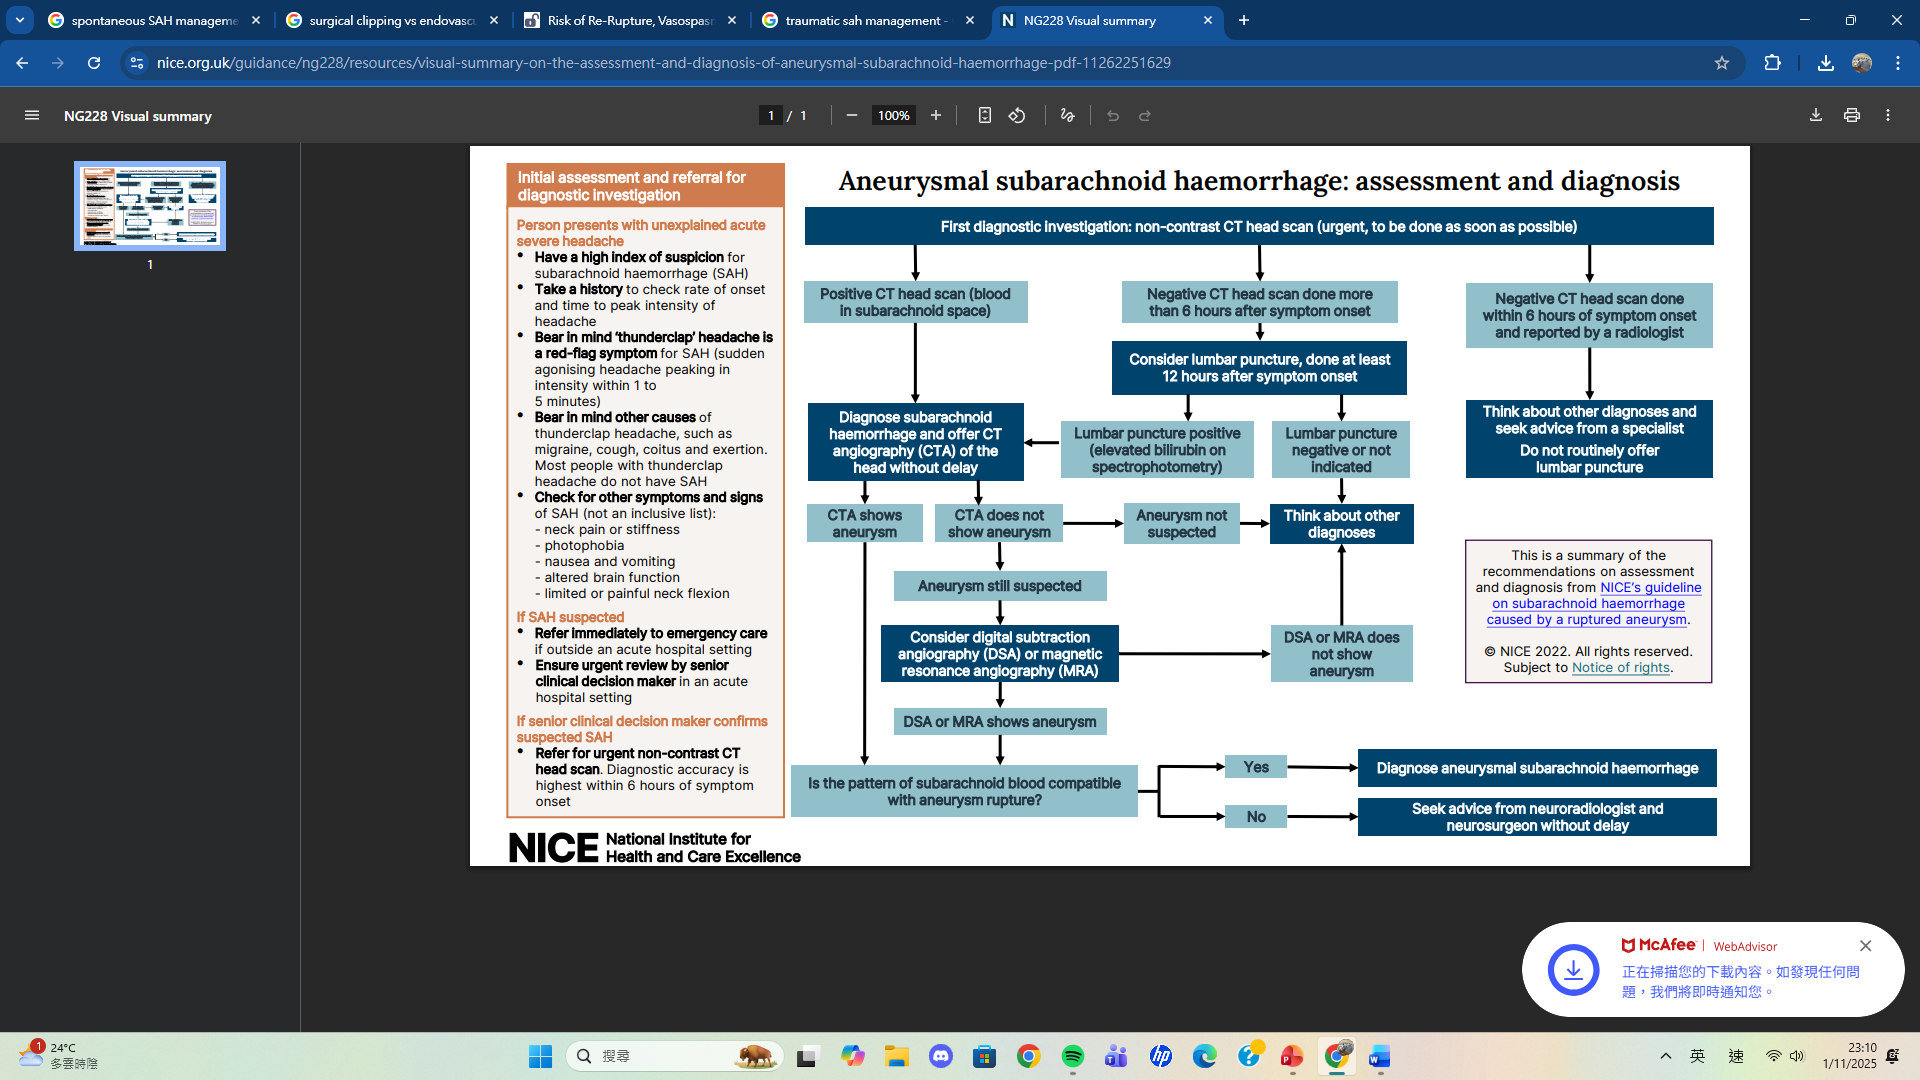 spontaneous SAH manageme
surgical clipping vs endovascu
Risk of Re-Rupture, Vasospas
traumatic sah management -
NG228 Visual summary
nice.org.uk/guidance/ng228/resources/visual-summary-on-the-assessment-and-diagnosis-of-aneurysmal-subarachnoid-haemorrhage-pdf-11262251629
NG228 Visual summary
1 / 1
100%
1
Initial assessment and referral for
diagnostic investigation
Person presents with unexplained acute
severe headache
• Have a high index of suspicion for
subarachnoid haemorrhage (SAH)
• Take a history to check rate of onset
and time to peak intensity of
headache
• Bear in mind ‘thunderclap’ headache is
a red-flag symptom for SAH (sudden
agonising headache peaking in
intensity within 1 to
5 minutes)
• Bear in mind other causes of
thunderclap headache, such as
migraine, cough, coitus and exertion.
Most people with thunderclap
headache do not have SAH
• Check for other symptoms and signs
of SAH (not an inclusive list):
- neck pain or stiffness
- photophobia
- nausea and vomiting
- altered brain function
- limited or painful neck flexion
If SAH suspected
• Refer immediately to emergency care
if outside an acute hospital setting
• Ensure urgent review by senior
clinical decision maker in an acute
hospital setting
If senior clinical decision maker confirms
suspected SAH
• Refer for urgent non-contrast CT
head scan. Diagnostic accuracy is
highest within 6 hours of symptom
onset
NICE National Institute for
Health and Care Excellence
Aneurysmal subarachnoid haemorrhage: assessment and diagnosis
First diagnostic investigation: non-contrast CT head scan (urgent, to be done as soon as possible)
Positive CT head scan (blood
in subarachnoid space)
Negative CT head scan done more
than 6 hours after symptom onset
Negative CT head scan done
within 6 hours of symptom onset
and reported by a radiologist
Consider lumbar puncture, done at least
12 hours after symptom onset
Diagnose subarachnoid
haemorrhage and offer CT
angiography (CTA) of the
head without delay
Lumbar puncture positive
(elevated bilirubin on
spectrophotometry)
Lumbar puncture
negative or not
indicated
Think about other diagnoses and
seek advice from a specialist
Do not routinely offer
lumbar puncture
CTA shows
aneurysm
CTA does not
show aneurysm
Aneurysm not
suspected
Think about other
diagnoses
Aneurysm still suspected
Consider digital subtraction
angiography (DSA) or magnetic
resonance angiography (MRA)
DSA or MRA does
not show
aneurysm
DSA or MRA shows aneurysm
Is the pattern of subarachnoid blood compatible
with aneurysm rupture?
Yes
Diagnose aneurysmal subarachnoid haemorrhage
No
Seek advice from neuroradiologist and
neurosurgeon without delay
This is a summary of the
recommendations on assessment
and diagnosis from NICE’s guideline
on subarachnoid haemorrhage
caused by a ruptured aneurysm.
© NICE 2022. All rights reserved.
Subject to Notice of rights.
McAfee | WebAdvisor
正在掃描您的下載內容。如發現任何問
題，我們將即時通知您。
1
24°C
多雲時陰
搜尋
英
速
23:10
1/11/2025